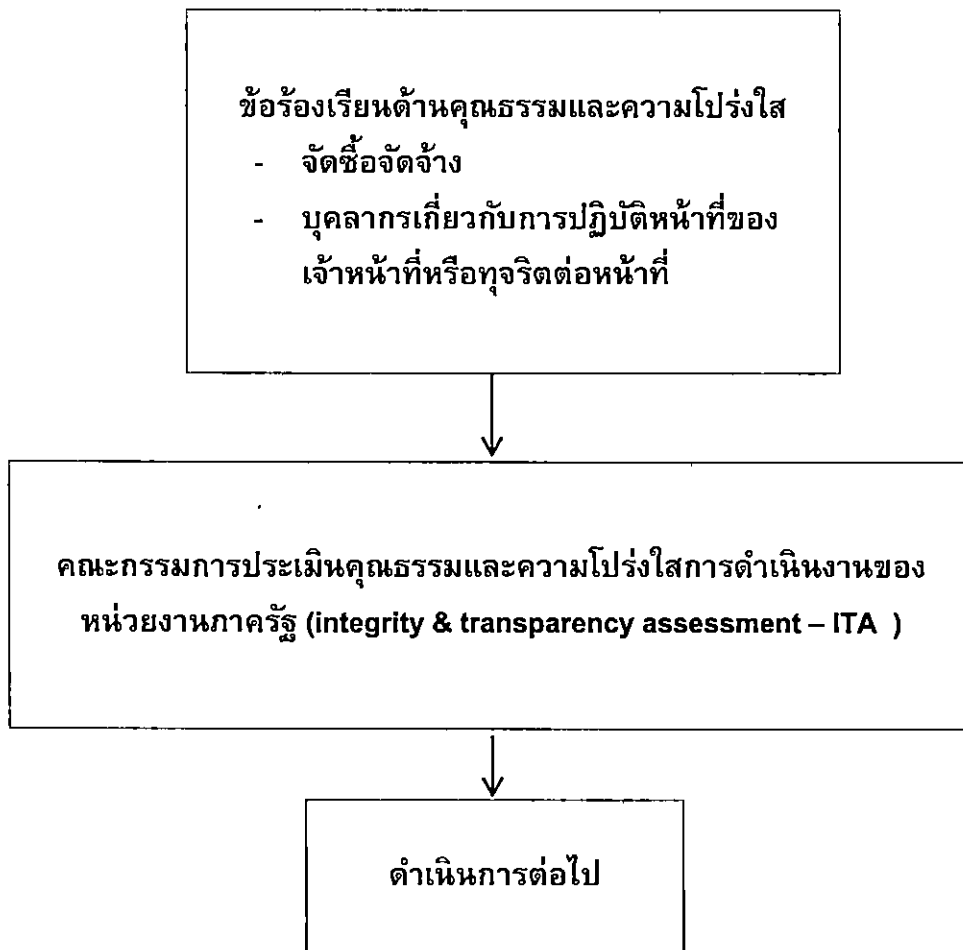 ข้อร้องเรียนด้านคุณธรรมและความโปร่งใส
- จัดซื้อจัดจ้าง
- บุคลากรเกี่ยวกับการปฏิบัติหน้าที่ของ
เจ้าหน้าที่หรือทุจริตต่อหน้าที่
คณะกรรมการประเมินคุณธรรมและความโปร่งใสการดำเนินงานของ
หน่วยงานภาครัฐ (integrity & transparency assessment – ITA )
ดำเนินการต่อไป